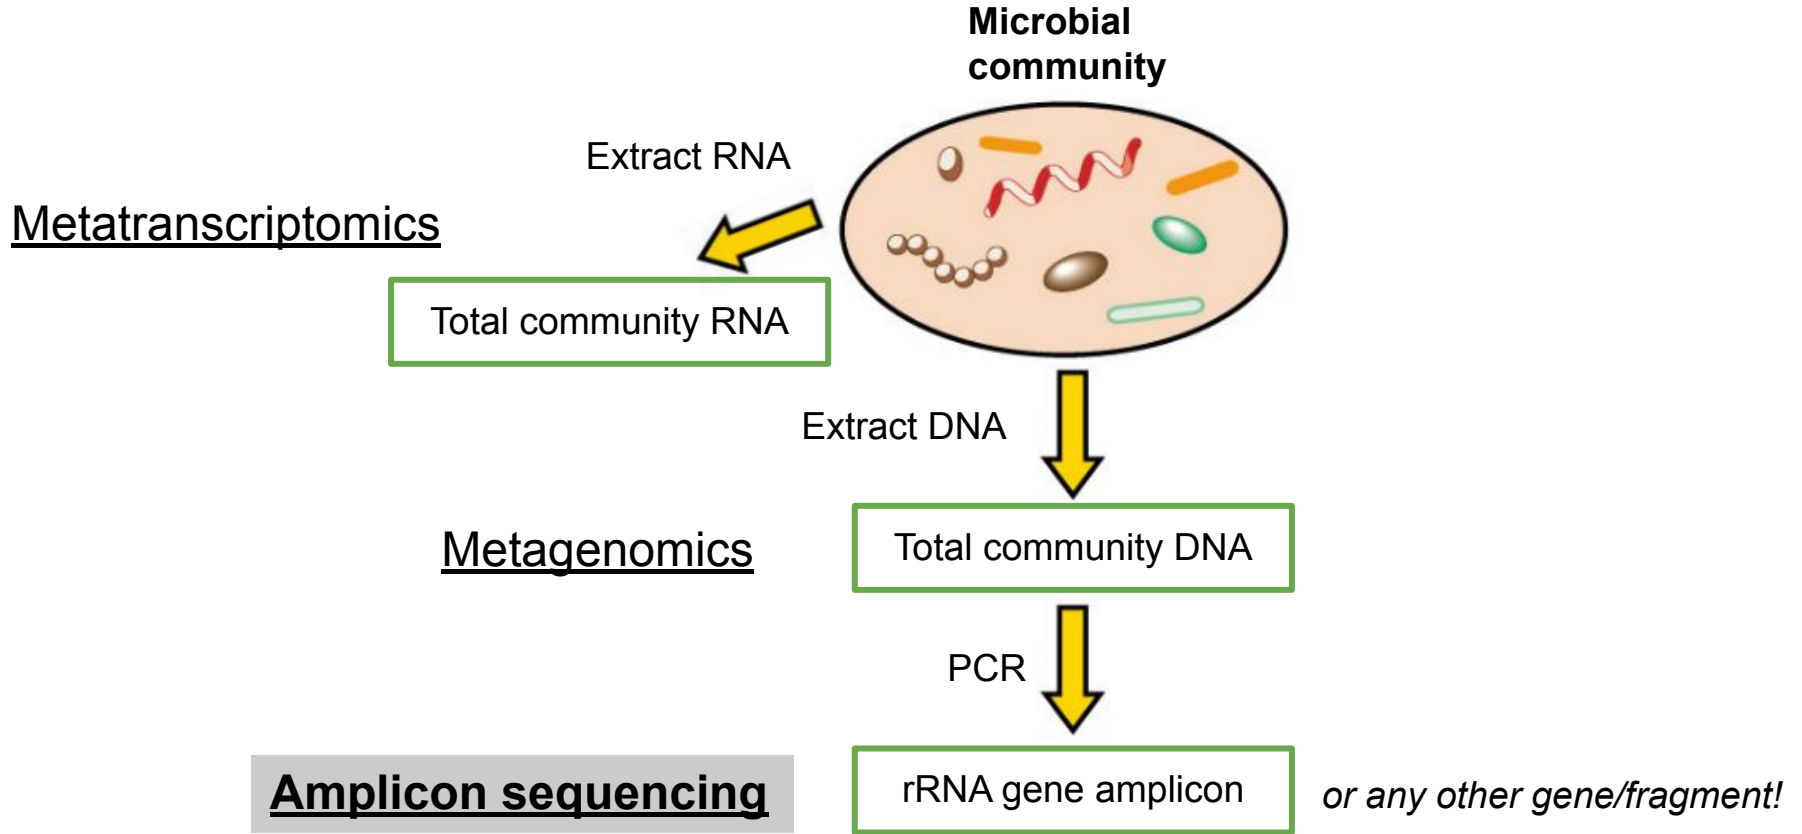 Microbial
community
Extract RNA
Metatranscriptomics
Total community RNA
Extract DNA
Metagenomics
Total community DNA
PCR
Amplicon sequencing
rRNA gene amplicon
or any other gene/fragment!